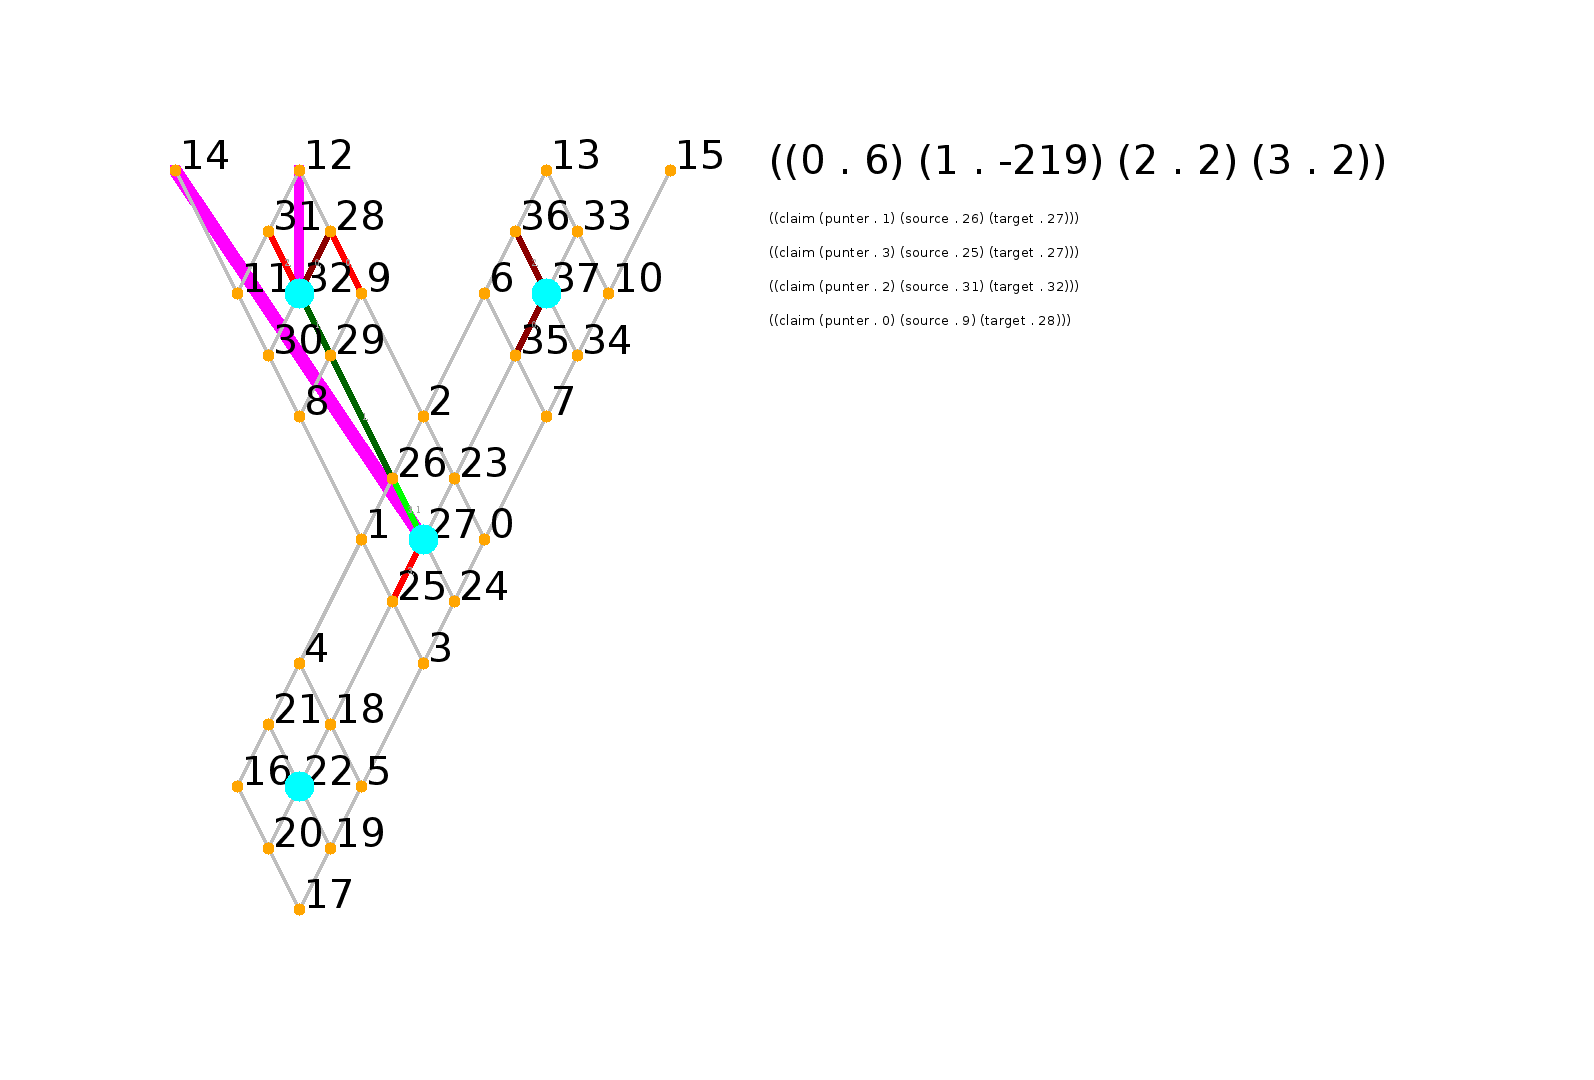 14 12 13 15 ((0 . 6) (1 . -219) (2 . 2) (3 . 2))
31 28 36 33 ((claim (punter . 1) (source . 26) (target . 27)))
((claim (punter . 3) (source . 25) (target . 27)))
11 32 9 6 37 10 ((claim (punter . 2) (source . 31) (target . 32)))
((claim (punter . 0) (source . 9) (target . 28)))
30 29 35 34
8 2 7
26 23
1 27 0
25 24
4 3
21 18
16 22 5
20 19
17